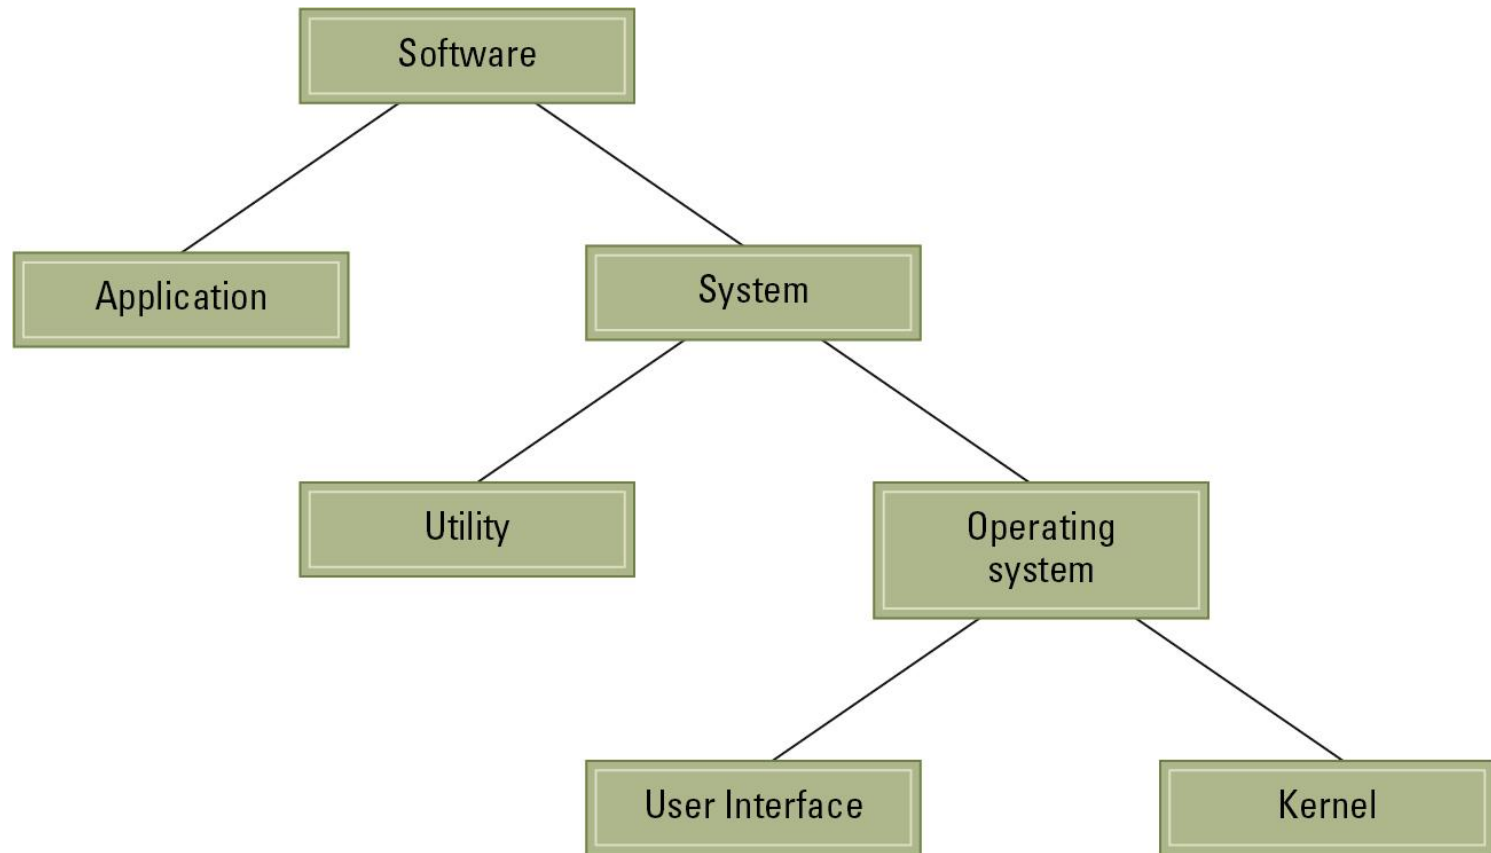 Software
Application
System
Utility
Operating
system
User Interface
Kernel